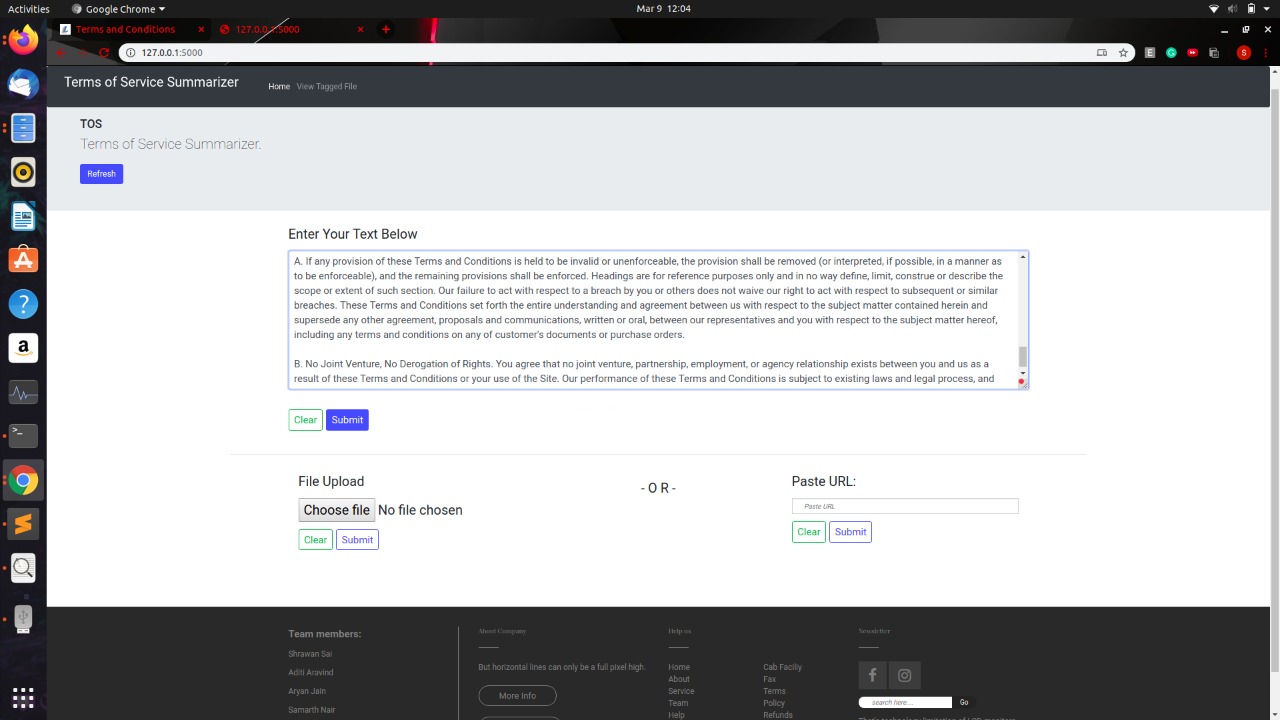 Activities
Google Chrome
Mar 9 12:04
Terms and Conditions
127.0.0.1:5000
127.0.0.1:5000
Terms of Service Summarizer
Home
View Tagged File
TOS
Terms of Service Summarizer.
Refresh
Enter Your Text Below
A. If any provision of these Terms and Conditions is held to be invalid or unenforceable, the provision shall be removed (or interpreted, if possible, in a manner as
to be enforceable), and the remaining provisions shall be enforced. Headings are for reference purposes only and in no way define, limit, construe or describe the
scope or extent of such section. Our failure to act with respect to a breach by you or others does not waive our right to act with respect to subsequent or similar
breaches. These Terms and Conditions set forth the entire understanding and agreement between us with respect to the subject matter contained herein and
supersede any other agreement, proposals and communications, written or oral, between our representatives and you with respect to the subject matter hereof,
including any terms and conditions on any of customer's documents or purchase orders.
B. No Joint Venture, No Derogation of Rights. You agree that no joint venture, partnership, employment, or agency relationship exists between you and us as a
result of these Terms and Conditions or your use of the Site. Our performance of these Terms and Conditions is subject to existing laws and legal process, and
Clear
Submit
File Upload
Choose file No file chosen
Clear
Submit
- O R -
Paste URL:
Paste URL
Clear
Submit
Team members:
Shrawan Sai
Aditi Aravind
Aryan Jain
Samarth Nair
About Company
But horizontal lines can only be a full pixel high.
More Info
Help us
Home
About
Service
Team
Help
Cab Faciliy
Fax
Terms
Policy
Refunds
Newsletter
search here....
Go